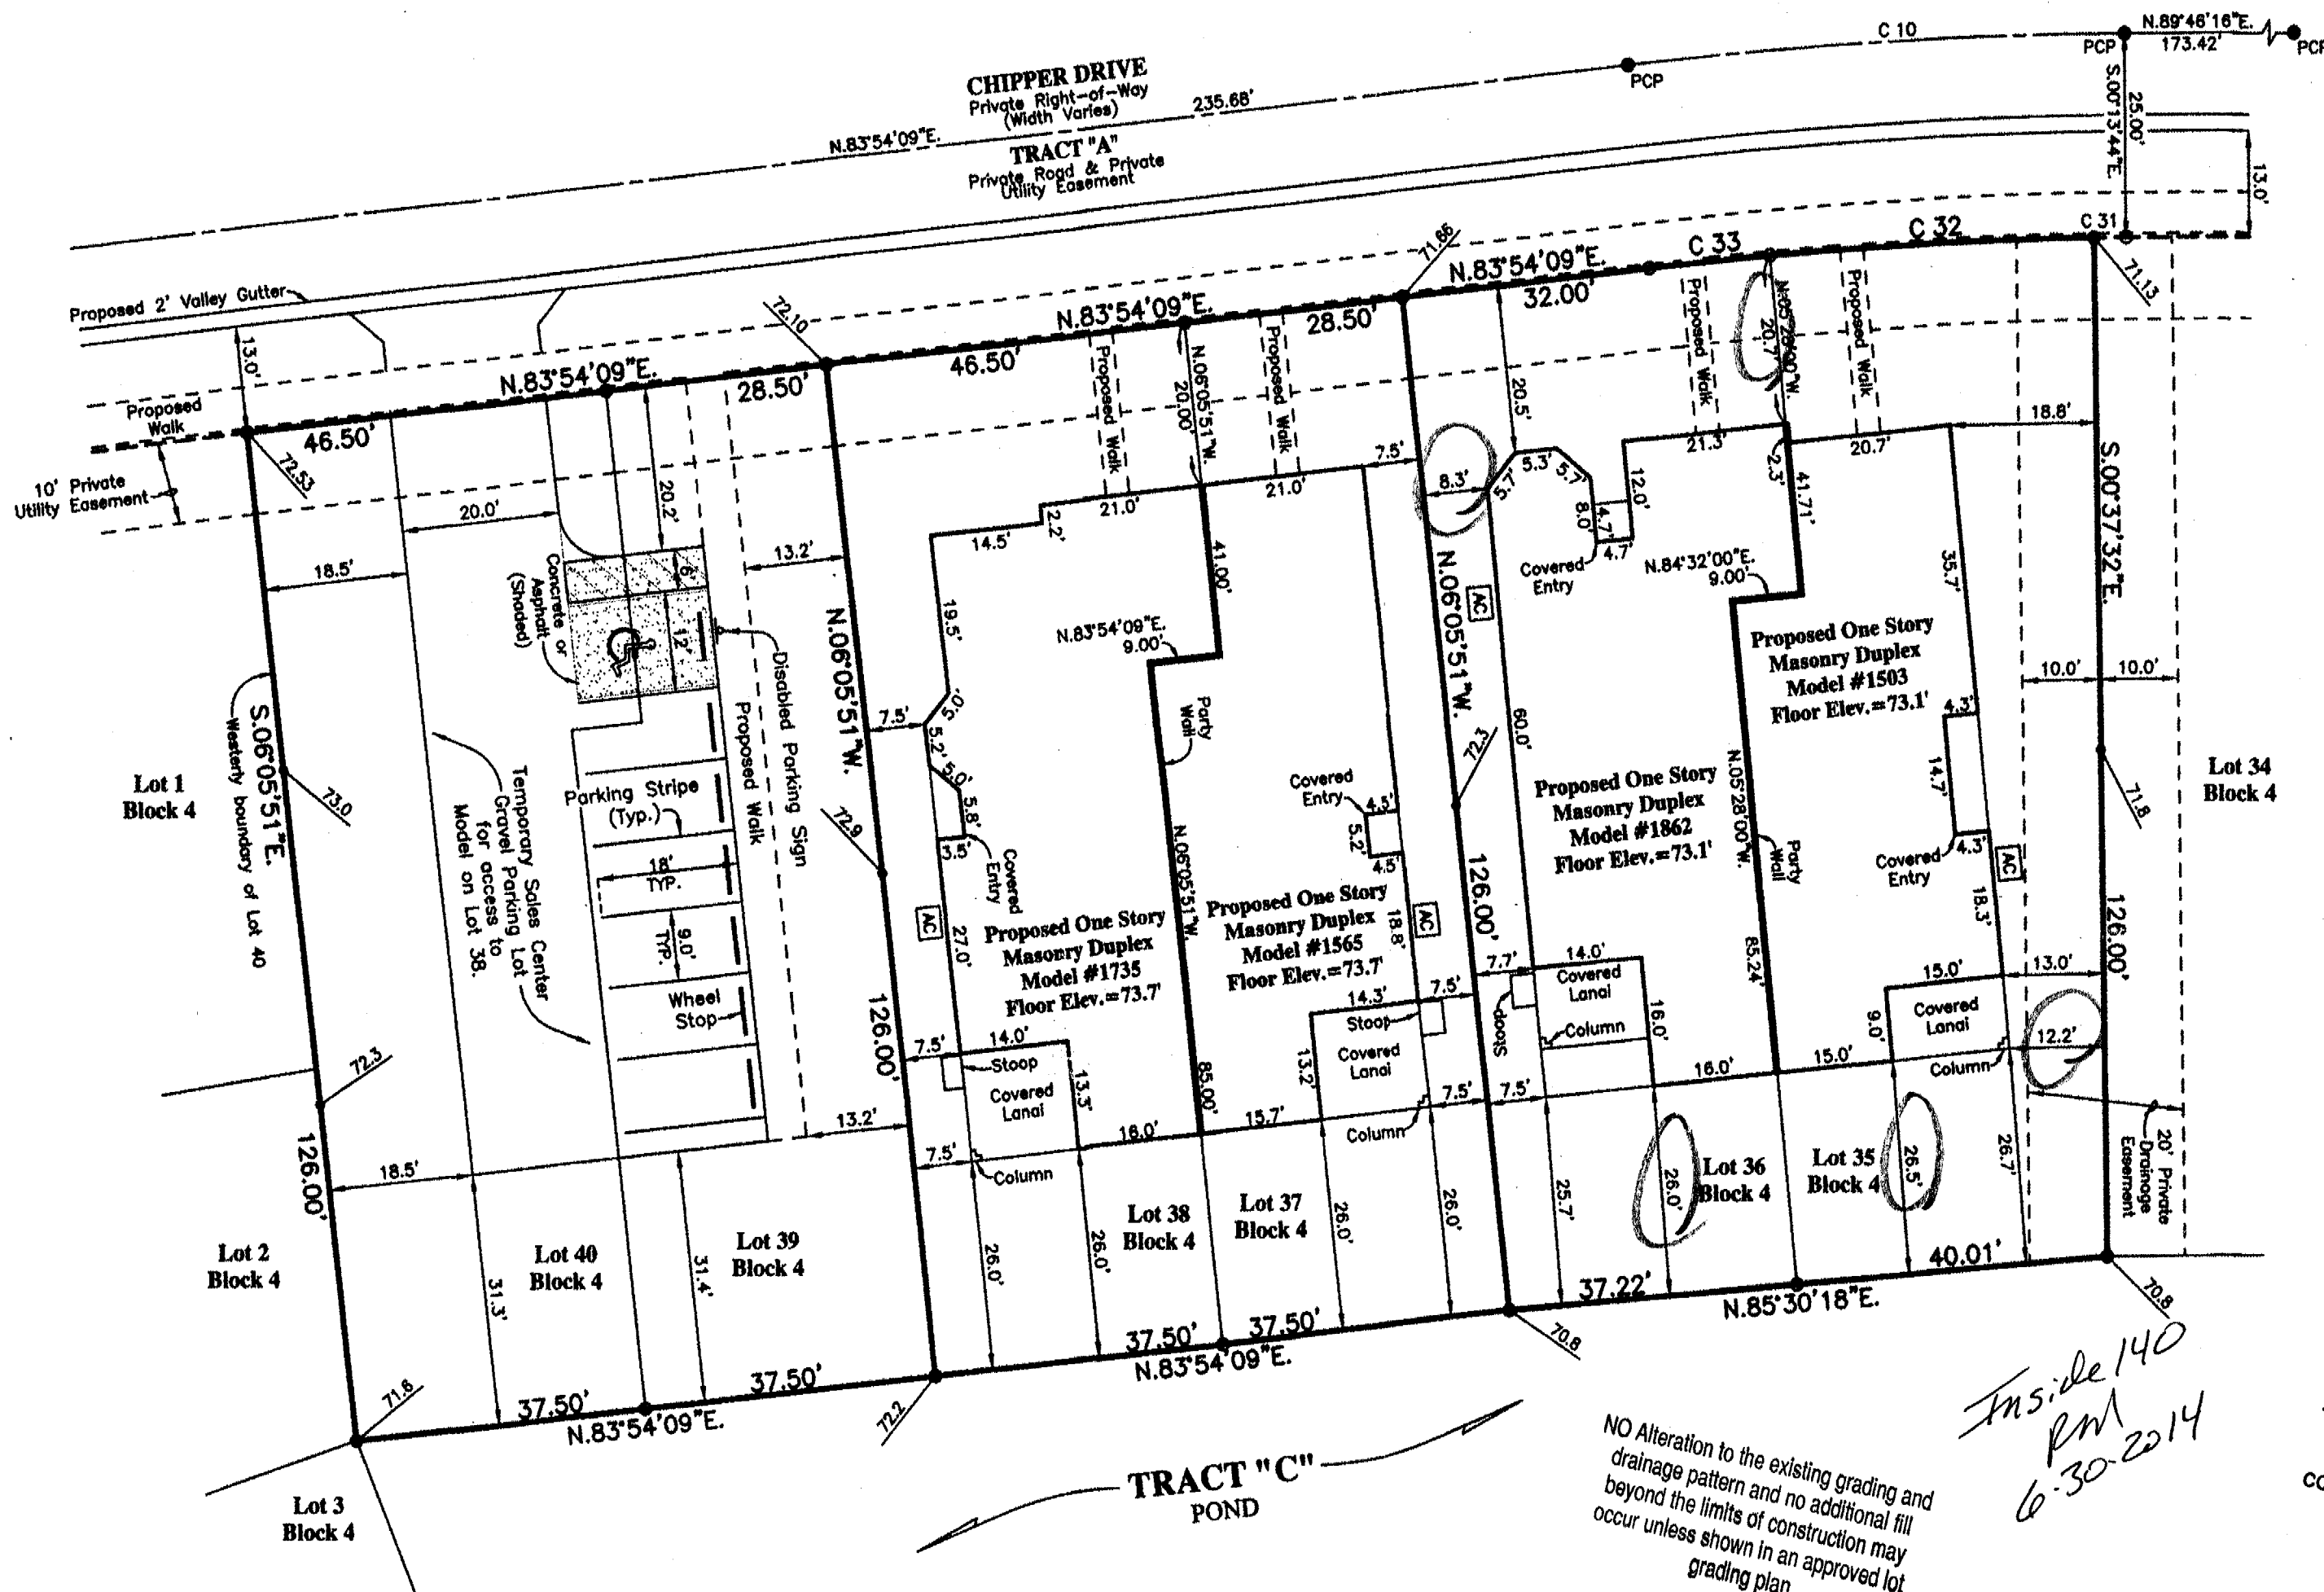 C 10
N.89°46'16"E.
173.42'
PCP
PCP
PCP
CHIPPER DRIVE
Private Right-of-Way
(Width Varies)
235.68'
N.83°54'09"E.
TRACT "A"
Private Road & Private
Utility Easement
25.00'
S.00°13'44"E.
13.0'
C 31
C 32
C 33
71.13
71.66
N.83°54'09"E.
32.00'
Proposed 2' Valley Gutter
72.10
N.83°54'09"E.
46.50'
28.50'
13.0'
N.83°54'09"E.
46.50'
28.50'
Proposed
Walk
72.53
10' Private
Utility Easement
Proposed Walk
N.06°05'51"W.
20.00'
Proposed Walk
20.5'
Proposed Walk
N.05°28'00"W.
20.7'
Proposed Walk
18.8'
20.2'
20.0'
18.5'
13.2'
6'
12'
Concrete or
Asphalt
(Shaded)
Disabled Parking Sign
Proposed Walk
14.5'
2.2'
21.0'
21.0'
7.5'
41.00'
19.5'
N.83°54'09"E.
9.00'
8.3'
5.7'
5.3'
5.7'
8.0'
4.7'
4.7'
12.0'
21.3'
2.3'
20.7'
41.71'
Covered
Entry
N.84°32'00"E.
9.00'
35.7'
S.00°37'32"E.
AC
N.06°05'51"W.
N.06°05'51"W.
S.06°05'51"E.
Westerly boundary of Lot 40
Proposed One Story
Masonry Duplex
Model #1503
Floor Elev.=73.1'
10.0'
10.0'
4.3'
14.7'
4.3'
Covered
Entry
AC
18.3'
71.8
Lot 34
Block 4
Lot 1
Block 4
73.0
Temporary Sales Center
Gravel Parking Lot
for access to
Model on Lot 38.
Parking Stripe
(Typ.)
18'
TYP.
9.0'
TYP.
Wheel
Stop
72.9
7.5'
5.0'
5.2'
5.0'
5.8'
3.5'
Covered
Entry
AC
27.0'
Party
Wall
N.06°05'51"W.
85.00'
Covered
Entry
4.5'
5.2'
4.5'
AC
18.8'
72.3
60.0'
Proposed One Story
Masonry Duplex
Model #1862
Floor Elev.=73.1'
N.05°28'00"W.
85.24'
Party
Wall
Proposed One Story
Masonry Duplex
Model #1735
Floor Elev.=73.7'
Proposed One Story
Masonry Duplex
Model #1565
Floor Elev.=73.7'
126.00'
126.00'
126.00'
126.00'
7.5'
14.0'
Stoop
Covered
Lanai
13.3'
7.5'
16.0'
Column
14.3'
7.5'
Stoop
Covered
Lanai
13.2'
15.7'
7.5'
Column
7.7'
14.0'
Stoop
Covered
Lanai
Column
16.0'
7.5'
16.0'
15.0'
13.0'
9.0'
Covered
Lanai
15.0'
Column
12.2'
20' Private
Drainage
Easement
72.3
18.5'
13.2'
31.3'
31.4'
26.0'
26.0'
26.0'
26.0'
25.7'
26.0'
26.5'
26.7'
Lot 2
Block 4
Lot 40
Block 4
Lot 39
Block 4
Lot 38
Block 4
Lot 37
Block 4
Lot 36
Block 4
Lot 35
Block 4
71.6
37.50'
37.50'
N.83°54'09"E.
72.2
37.50'
37.50'
N.83°54'09"E.
70.8
37.22'
40.01'
N.85°30'18"E.
70.8
Lot 3
Block 4
TRACT "C"
POND
NO Alteration to the existing grading and
drainage pattern and no additional fill
beyond the limits of construction may
occur unless shown in an approved lot
grading plan
Inside 140
6-30-2014
CO